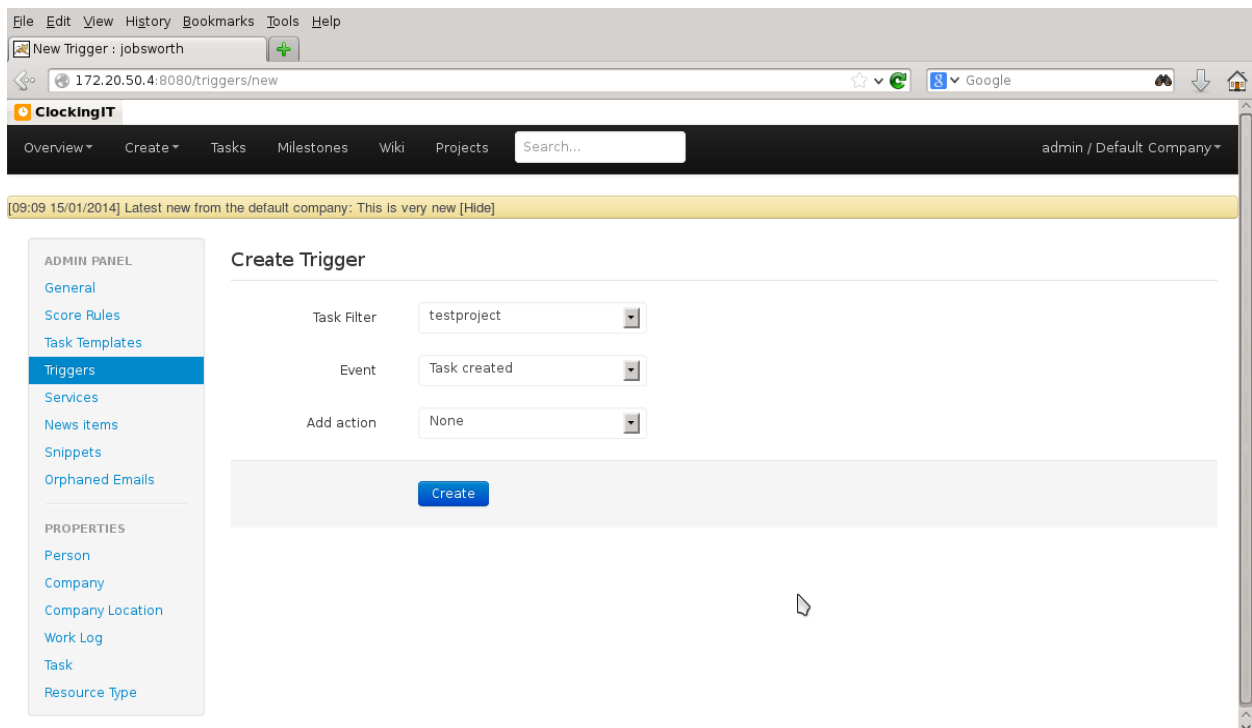 File Edit View History Bookmarks Tools Help
New Trigger : jobsworth
172.20.50.4:8080/triggers/new
8 Google
ClockingIT
Overview Create Tasks Milestones Wiki Projects Search... admin / Default Company
[09:09 15/01/2014] Latest new from the default company: This is very new [Hide]
ADMIN PANEL
General
Score Rules
Task Templates
Triggers
Services
News items
Snippets
Orphaned Emails
PROPERTIES
Person
Company
Company Location
Work Log
Task
Resource Type
Create Trigger
Task Filter testproject
Event Task created
Add action None
Create